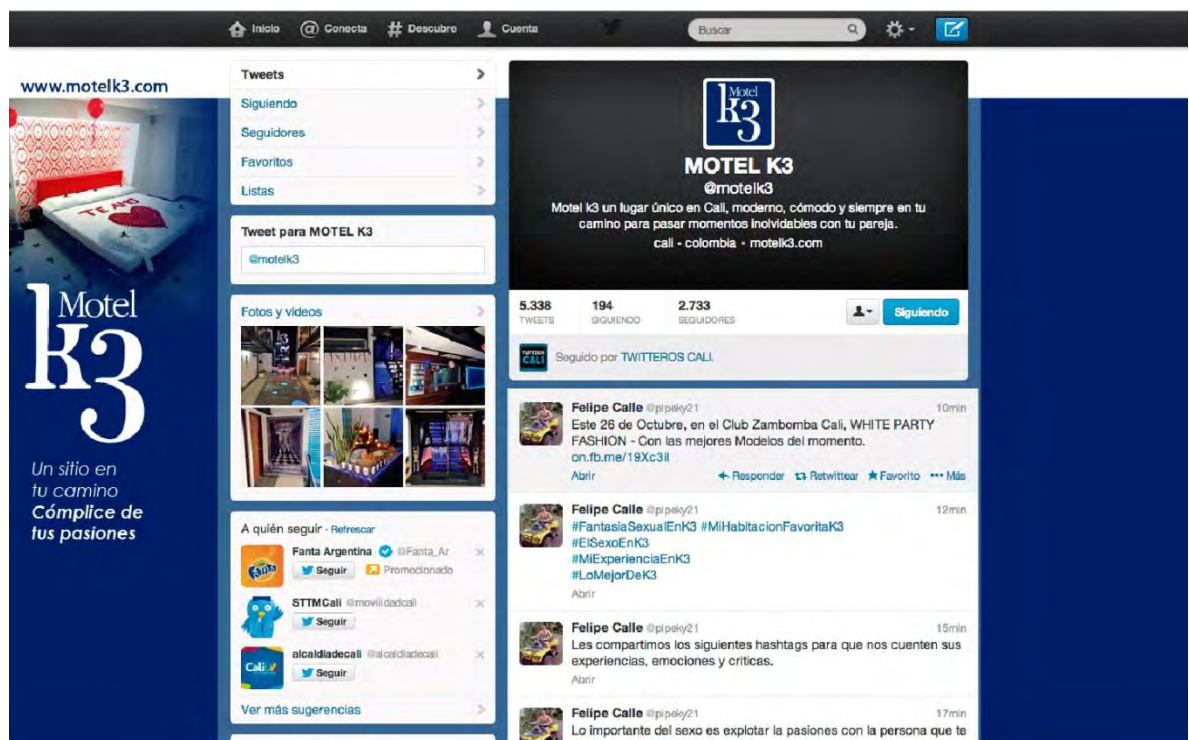 Inicio @ Conecta # Descubre Cuenta Buscar
www.motelk3.com
TE AMO
Motel
k3
Un sitio en
tu camino
Cómplice de
tus pasiones
Tweets
Siguiendo
Seguidores
Favoritos
Listas
Tweet para MOTEL K3
@motelk3
Fotos y vídeos
A quién seguir · Refrescar
Fanta Argentina @Fanta_Ar
Seguir Promocionado
STTMCali @movilidadcali
Seguir
alcaldiadecali @alcaldiadecali
Seguir
Ver más sugerencias
Motel
k3
MOTEL K3
@motelk3
Motel k3 un lugar único en Cali, moderno, cómodo y siempre en tu
camino para pasar momentos inolvidables con tu pareja.
cali - colombia · motelk3.com
5.338 194 2.733
TWEETS SIGUIENDO SEGUIDORES
Siguiendo
TWITTEROS
CALI
Seguido por TWITTEROS CALI.
Felipe Calle @pipeky21 10min
Este 26 de Octubre, en el Club Zambomba Cali, WHITE PARTY
FASHION - Con las mejores Modelos del momento.
Abrir Responder Retwittear Favorito ••• Más
Felipe Calle @pipeky21 12min
#FantasiaSexualEnK3 #MiHabitacionFavoritaK3
#ElSexoEnK3
#MiExperienciaEnK3
#LoMejorDeK3
Abrir
Felipe Calle @pipeky21 15min
Les compartimos los siguientes hashtags para que nos cuenten sus
experiencias, emociones y criticas.
Abrir
Felipe Calle @pipeky21 17min
Lo importante del sexo es explotar la pasiones con la persona que te